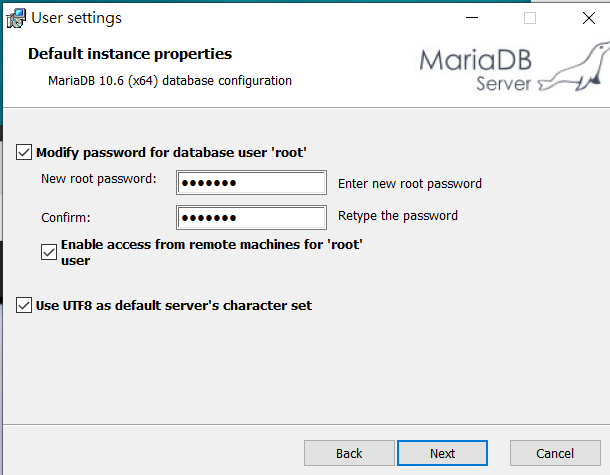 User settings
Default instance properties
MariaDB 10.6 (x64) database configuration
MariaDB
Server
Modify password for database user 'root'
New root password: ●●●●●●● Enter new root password
Confirm: ●●●●●●● Retype the password
Enable access from remote machines for 'root'
user
Use UTF8 as default server's character set
Back Next Cancel